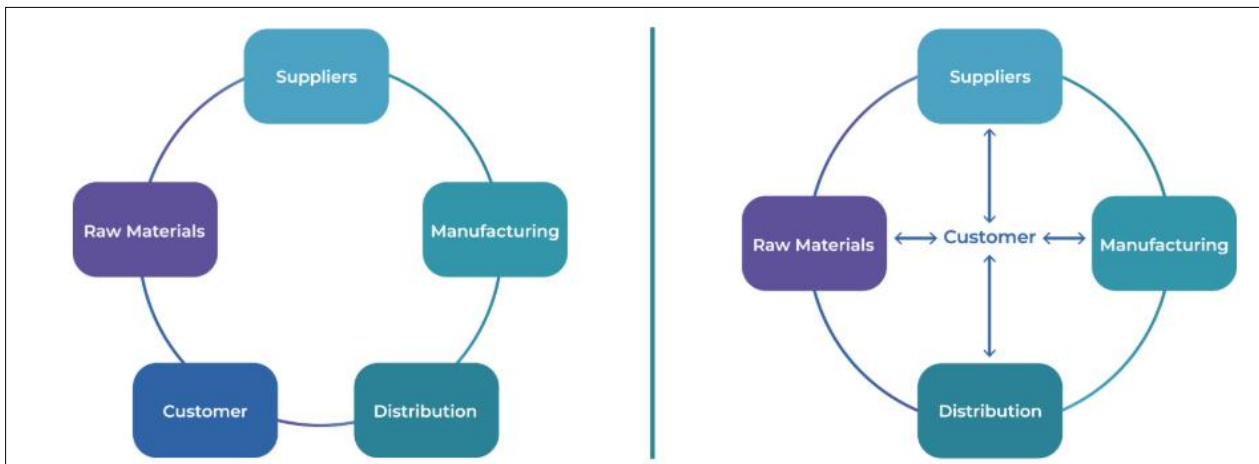 Suppliers
Raw Materials
Manufacturing
Customer
Distribution
Suppliers
Raw Materials
Customer
Manufacturing
Distribution